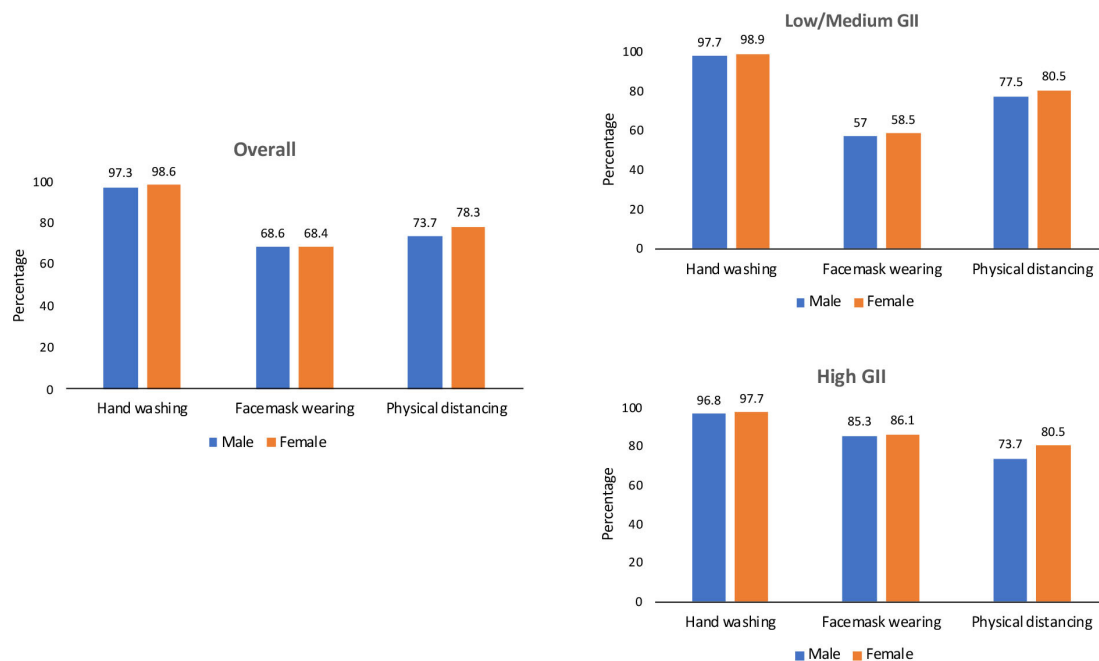 Overall
Percentage
100
80
60
40
20
0
97.3 98.6
68.6 68.4
73.7 78.3
Hand washing Facemask wearing Physical distancing
Male Female
Low/Medium GII
Percentage
100
80
60
40
20
0
97.7 98.9
57 58.5
77.5 80.5
Hand washing Facemask wearing Physical distancing
Male Female
High GII
Percentage
100
80
60
40
20
0
96.8 97.7
85.3 86.1
73.7 80.5
Hand washing Facemask wearing Physical distancing
Male Female